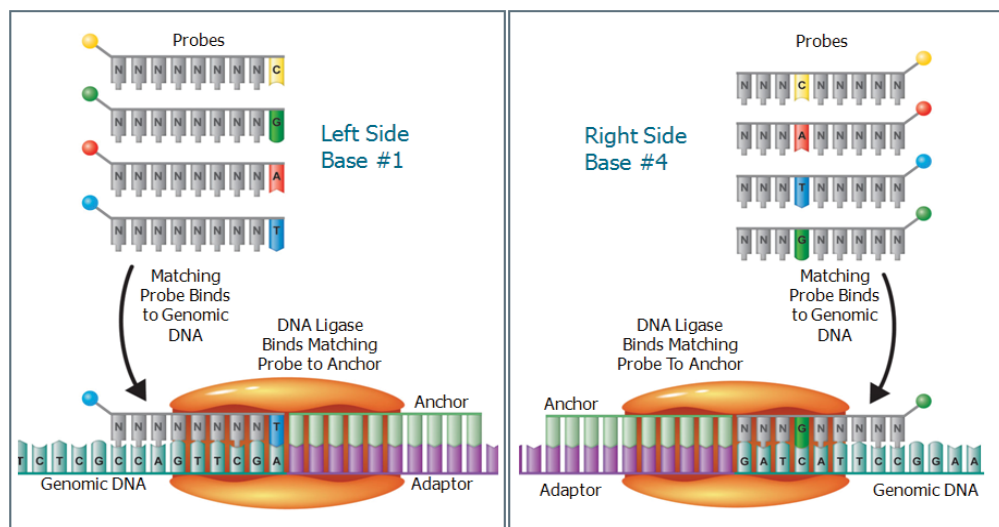 Probes
N N N N N N N N C
N N N N N N N N G
N N N N N N N N A
N N N N N N N N T
Left Side
Base #1
Matching
Probe Binds
to Genomic
DNA
DNA Ligase
Binds Matching
Probe to Anchor
Anchor
N N N N N N N N T
T C T C G C C A G T T C G A
Genomic DNA
Adaptor
Probes
N N N C N N N N N
N N N A N N N N N
N N N T N N N N N
N N N G N N N N N
Right Side
Base #4
Matching
Probe Binds
to Genomic
DNA
DNA Ligase
Binds Matching
Probe To Anchor
Anchor
N N N G N N N N N
G A T C A T T C C G G A A
Adaptor
Genomic DNA